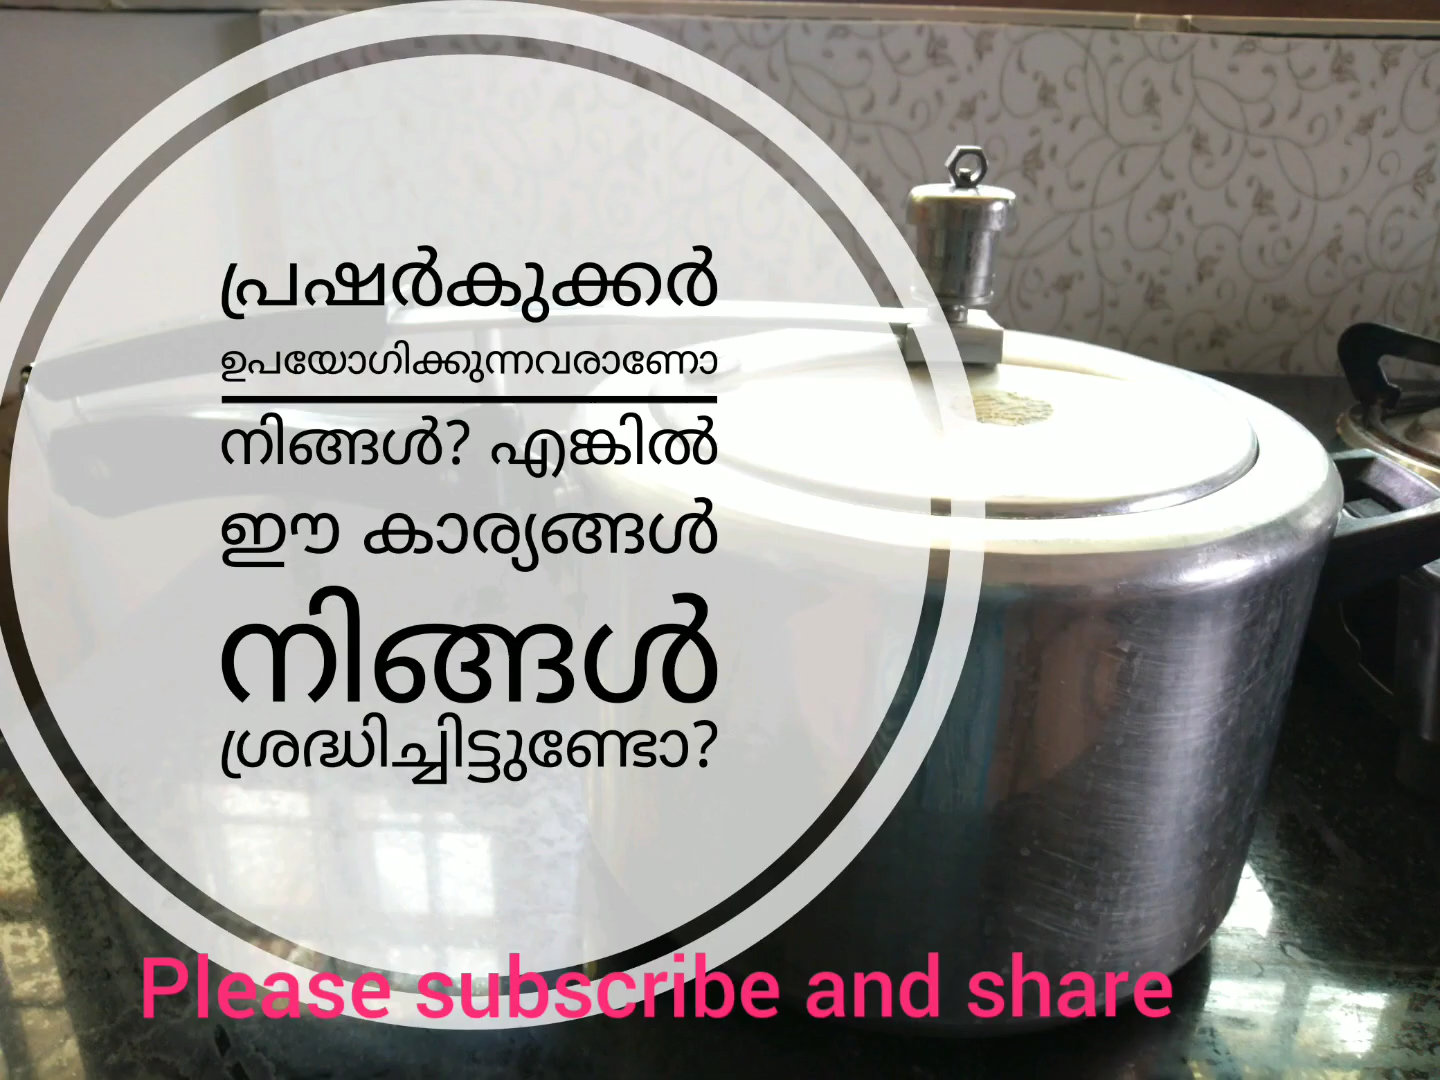 പ്രഷർകുക്കർ
ഉപയോഗിക്കുന്നവരാണോ
നിങ്ങൾ? എങ്കിൽ
ഈ കാര്യങ്ങൾ
നിങ്ങൾ
ശ്രദ്ധിച്ചിട്ടുണ്ടോ?
Please subscribe and share